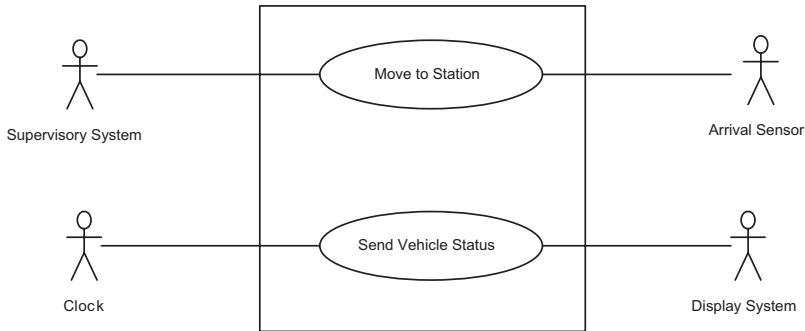 Move to Station
Supervisory System
Arrival Sensor
Send Vehicle Status
Clock
Display System